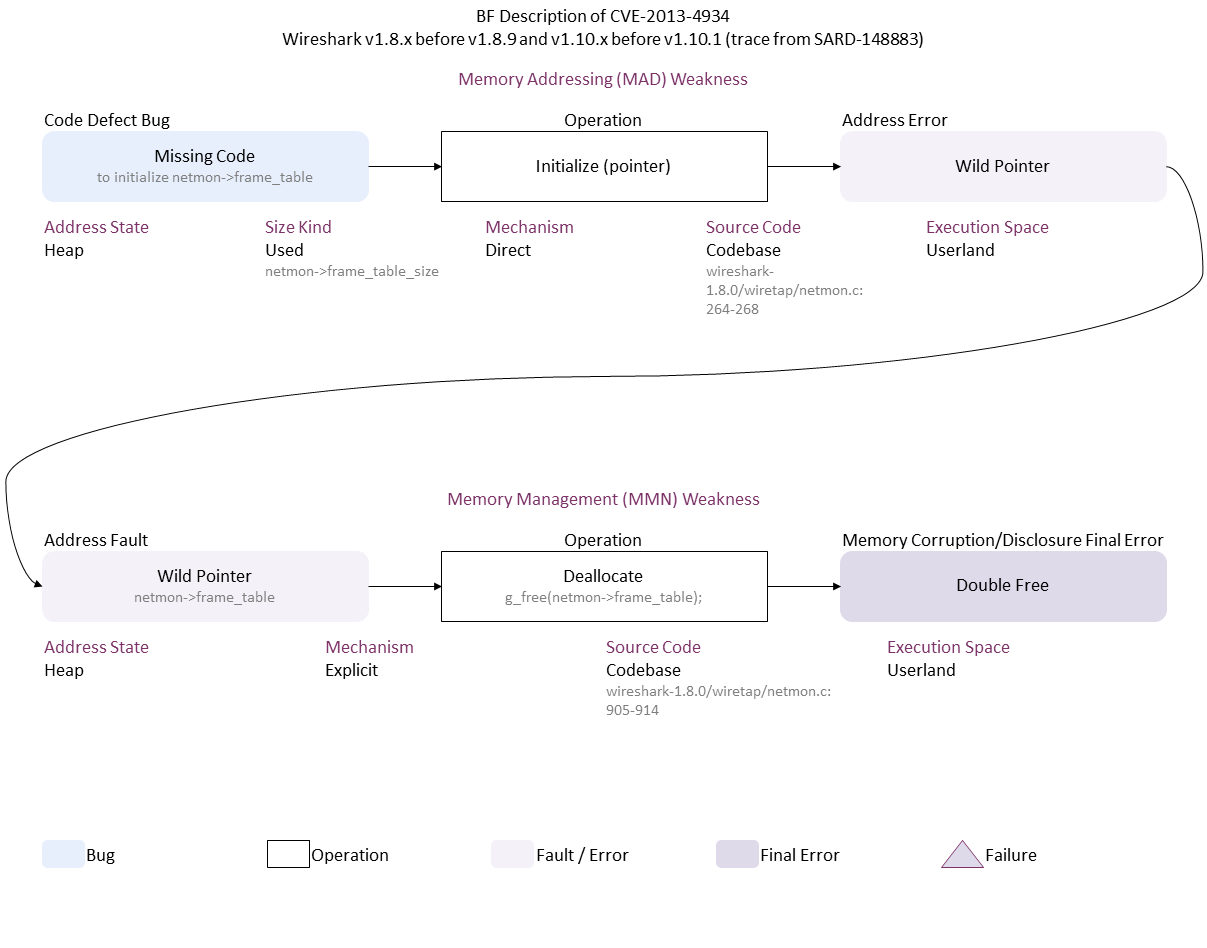 BF Description of CVE-2013-4934
Wireshark v1.8.x before v1.8.9 and v1.10.x before v1.10.1 (trace from SARD-148883)
Memory Addressing (MAD) Weakness
Code Defect Bug
Operation
Address Error
Missing Code
to initialize netmon->frame_table
Initialize (pointer)
Wild Pointer
Address State
Heap
Size Kind
Used
netmon->frame_table_size
Mechanism
Direct
Source Code
Codebase
wireshark-
1.8.0/wiretap/netmon.c:
264-268
Execution Space
Userland
Memory Management (MMN) Weakness
Address Fault
Operation
Memory Corruption/Disclosure Final Error
Wild Pointer
netmon->frame_table
Deallocate
g_free(netmon->frame_table);
Double Free
Address State
Heap
Mechanism
Explicit
Source Code
Codebase
wireshark-1.8.0/wiretap/netmon.c:
905-914
Execution Space
Userland
Bug
Operation
Fault / Error
Final Error
Failure